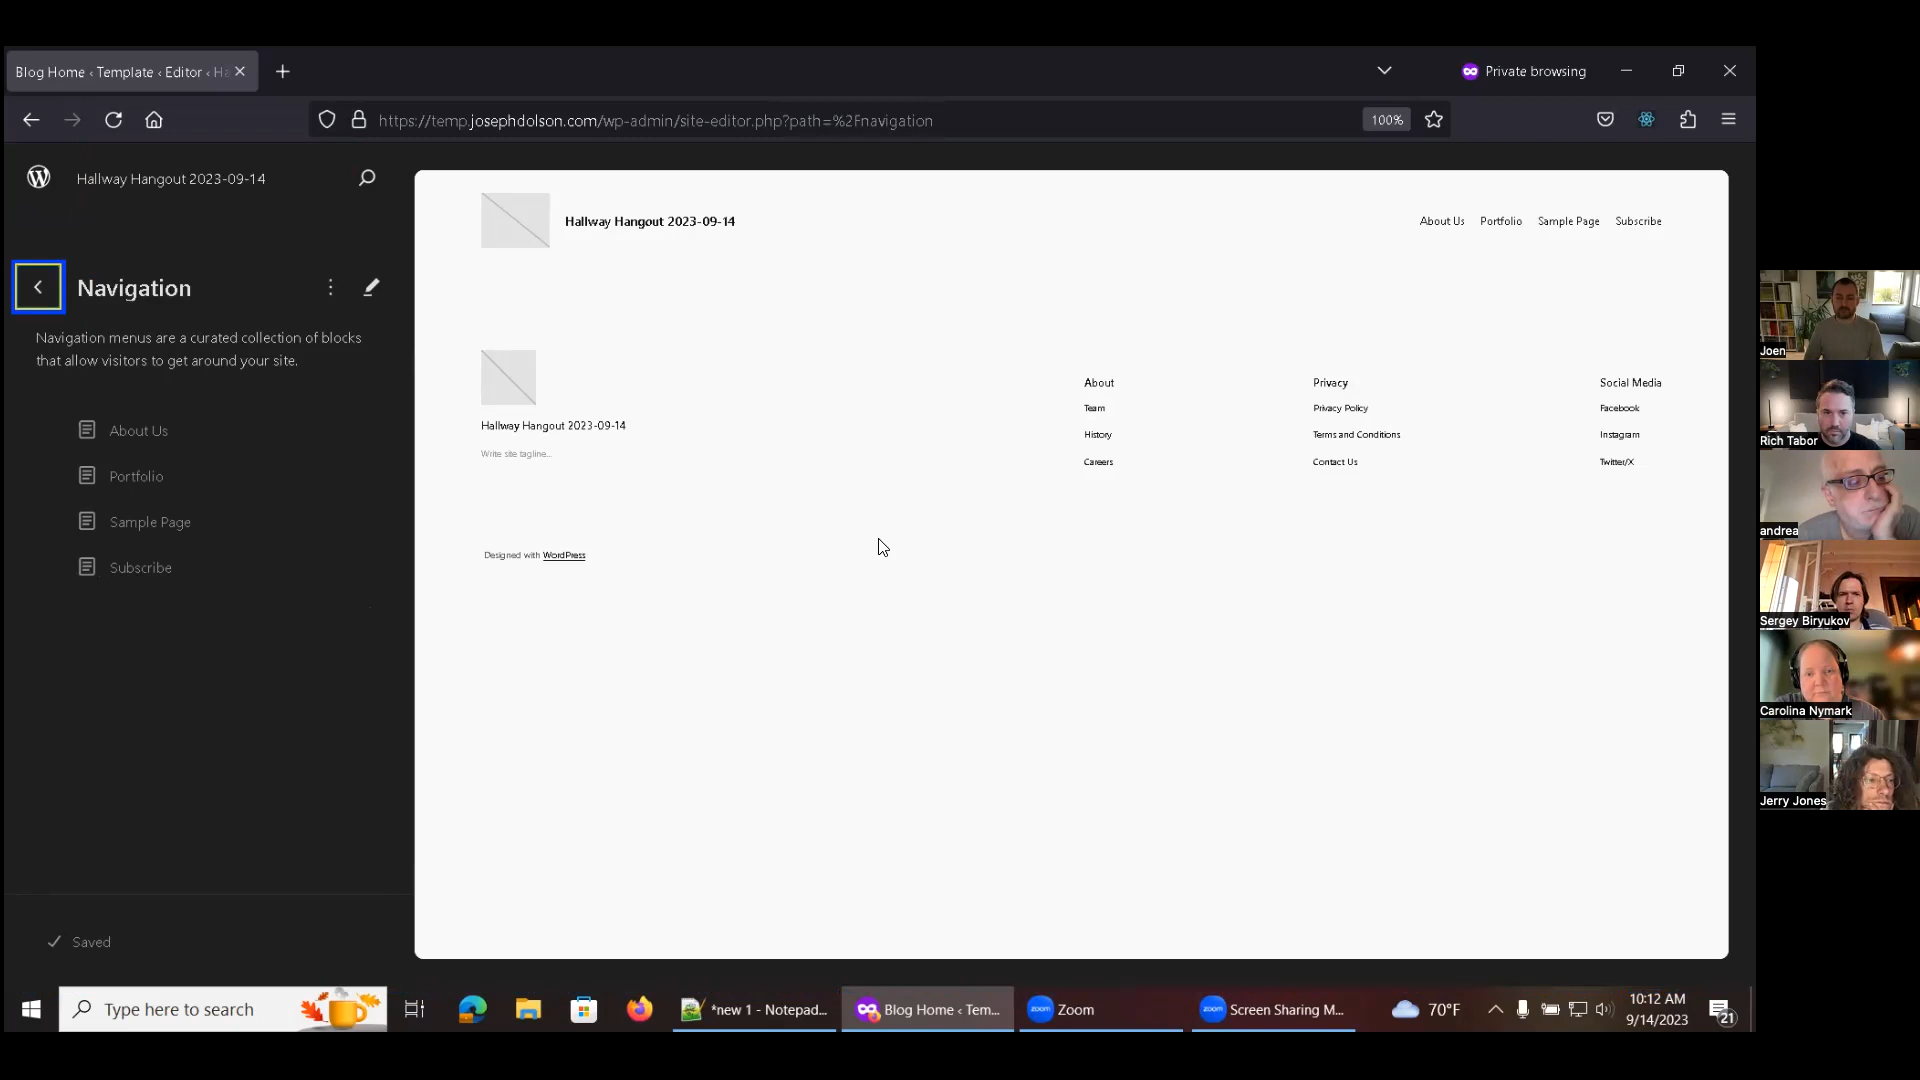 Blog Home ‹ Template ‹ Editor ‹ Ha
Private browsing
https://temp.josephdolson.com/wp-admin/site-editor.php?path=%2Fnavigation
100%
Hallway Hangout 2023-09-14
Navigation
Navigation menus are a curated collection of blocks
that allow visitors to get around your site.
About Us
Portfolio
Sample Page
Subscribe
Saved
Hallway Hangout 2023-09-14
About Us Portfolio Sample Page Subscribe
Hallway Hangout 2023-09-14
Write site tagline...
About
Team
History
Careers
Privacy
Privacy Policy
Terms and Conditions
Contact Us
Social Media
Facebook
Instagram
Twitter/X
Designed with WordPress
Joen
Rich Tabor
andrea
Sergey Biryukov
Carolina Nymark
Jerry Jones
Type here to search
*new 1 - Notepad...
Blog Home ‹ Tem...
zoom
Zoom
zoom
Screen Sharing M...
70°F
10:12 AM
9/14/2023
21